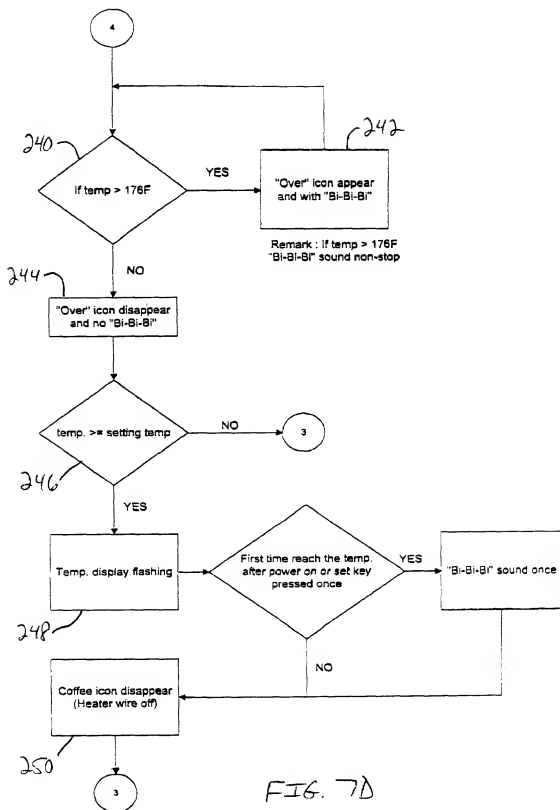 4
240
242
If temp > 176F
YES
"Over" icon appear
and with "Bi-Bi-Bi"
Remark : If temp > 176F
"Bi-Bi-Bi" sound non-stop
NO
244
"Over" icon disappear
and no "Bi-Bi-Bi"
temp. >= setting temp
NO
3
246
YES
Temp. display flashing
First time reach the temp.
after power on or set key
pressed once
YES
"Bi-Bi-Bi" sound once
248
NO
Coffee icon disappear
(Heater wire off)
250
3
FIG. 7D